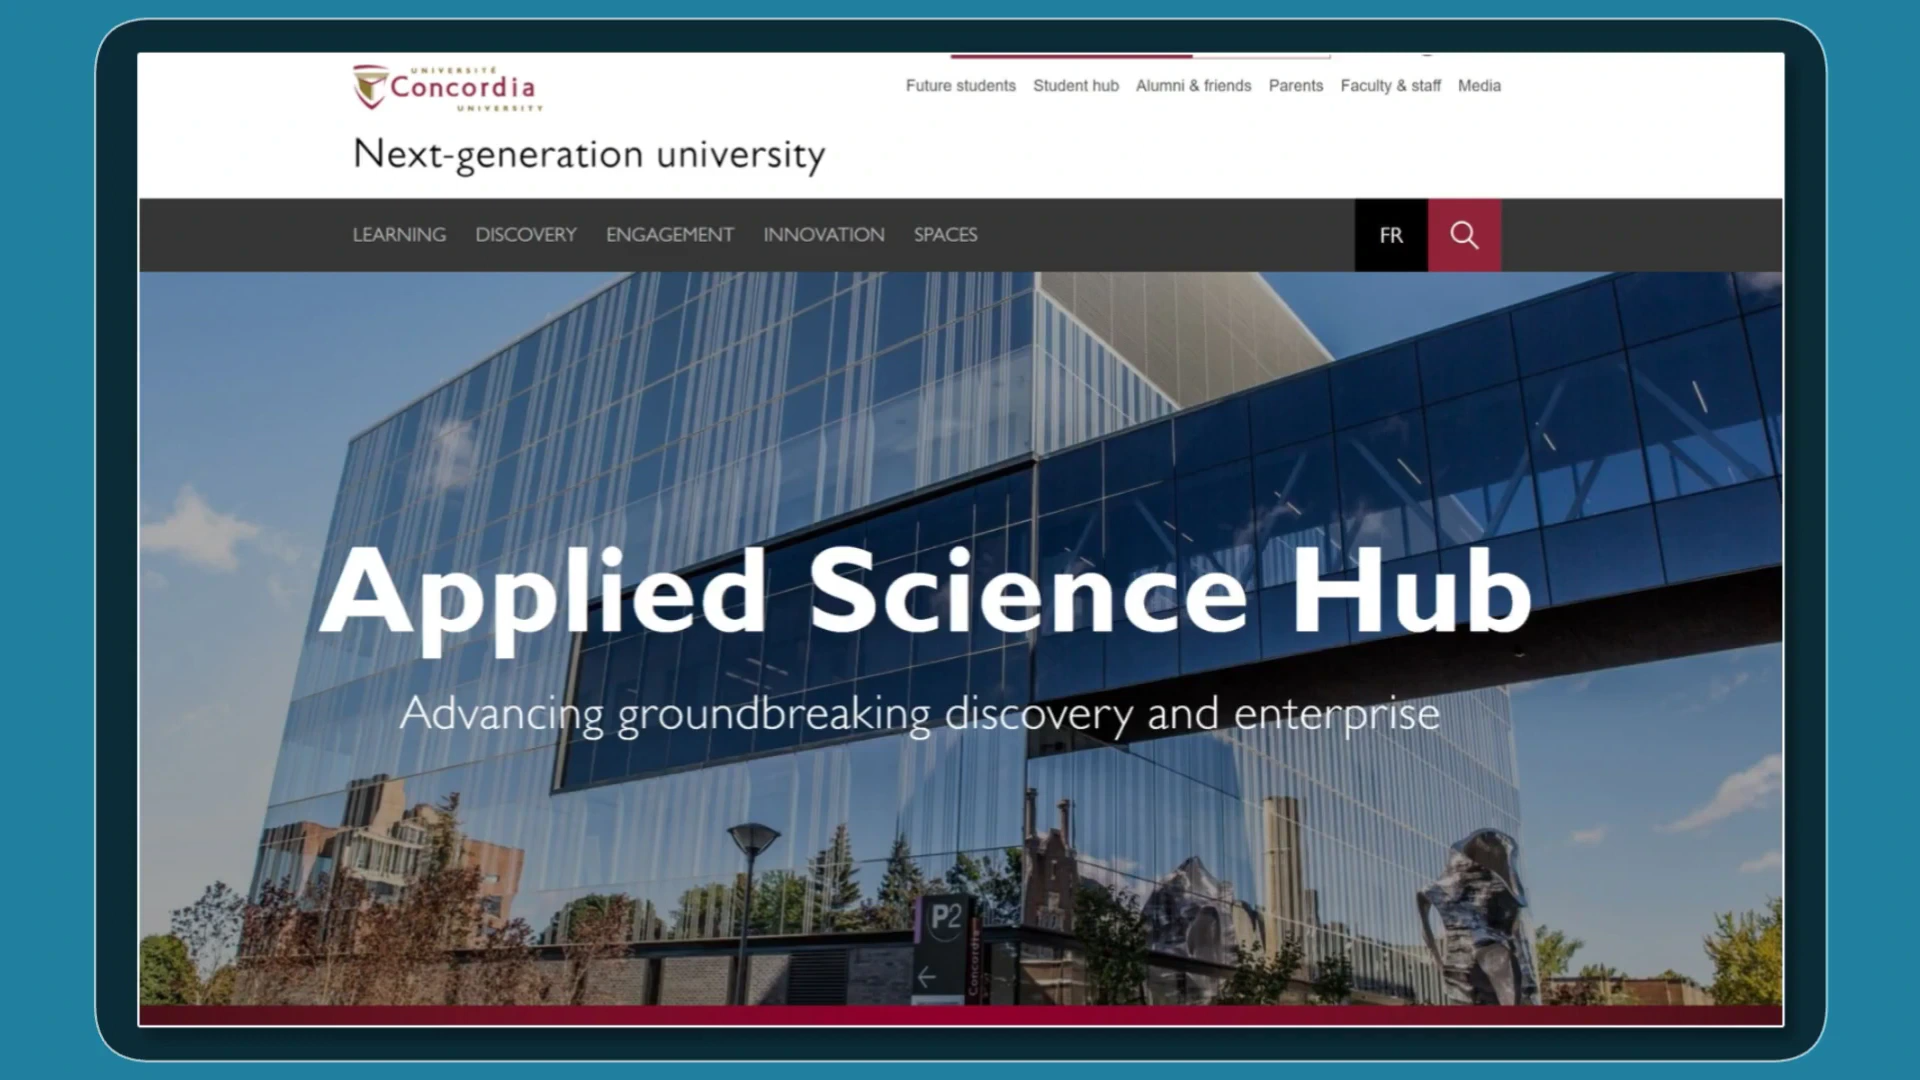 UNIVERSITÉ
Concordia
UNIVERSITY
Future students Student hub Alumni & friends Parents Faculty & staff Media
Next-generation university
LEARNING DISCOVERY ENGAGEMENT INNOVATION SPACES FR
Applied Science Hub
Advancing groundbreaking discovery and enterprise
P2
Concordia